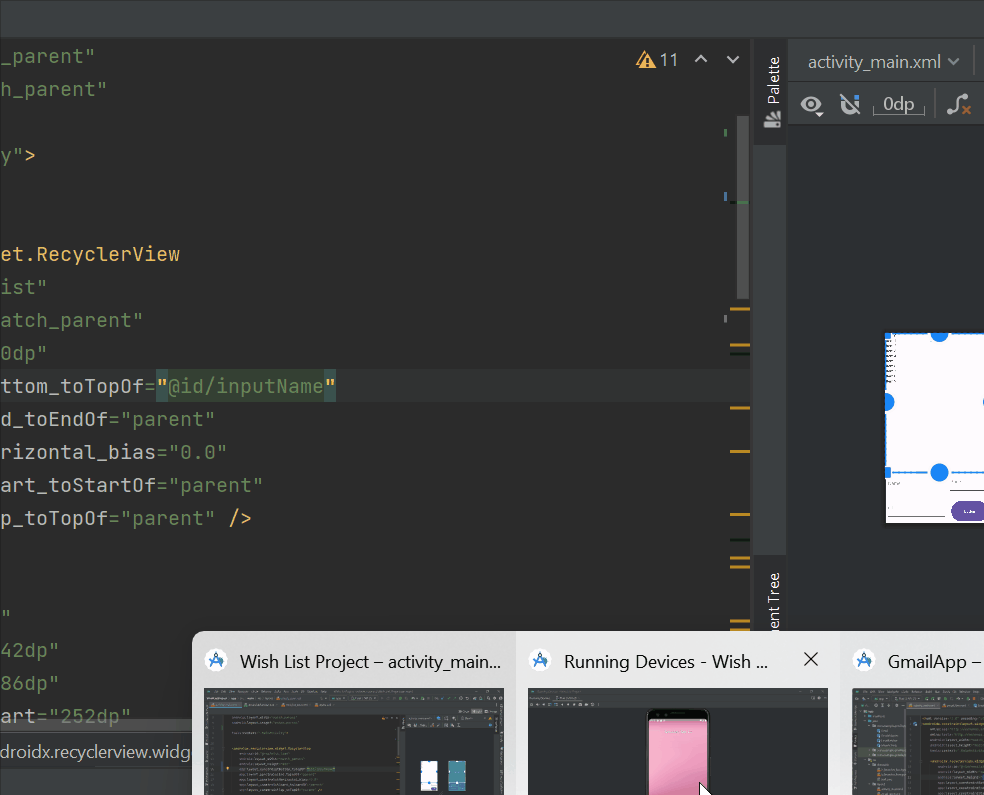 _parent"
h_parent"
y">
et.RecyclerView
ist"
atch_parent"
0dp"
ttom_toTopOf="@id/inputName"
d_toEndOf="parent"
rizontal_bias="0.0"
art_toStartOf="parent"
p_toTopOf="parent" />
"
42dp"
86dp"
art="252dp"
droidx.recyclerview.widg
11
Palette
ent Tree
activity_main.xml
0dp
Wish List Project – activity_main...
Running Devices - Wish ...
GmailApp –